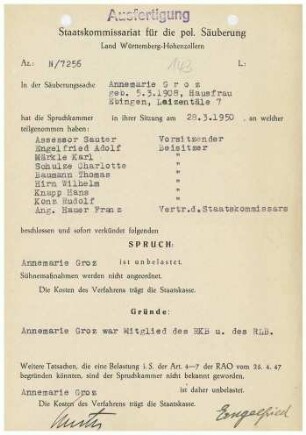 Ausfertigung
Staatskommissariat für die pol. Säuberung
Land Württemberg-Hohenzollern
Az.: N/7256 143 L:
In der Säuberungssache Annemarie G r o z
geb. 5.3.1908, Hausfrau
Ebingen, Leizentäle 7
hat die Spruchkammer in ihrer Sitzung am 28.3.1950, an welcher
teilgenommen haben:
Assessor Sauter Vorsitzender
Engelfried Adolf Beisitzer
Märkle Karl "
Schulze Charlotte "
Baumann Thomas "
Hirn Wilhelm "
Knupp Hans "
Konz Rudolf "
Ang. Hauer Franz Vertr.d.Staatskommissars
beschlossen und sofort verkündet folgenden
SPRUCH:
Annemarie Groz ist unbelastet.
Sühnemaßnahmen werden nicht angeordnet.
Die Kosten des Verfahrens trägt die Staatskasse.
Gründe:
Annemarie Groz war Mitglied des RKB u. des RLB.
Weitere Tatsachen, die eine Belastung i.S. der Art. 4—7 der RAO vom 25. 4. 47
begründen könnten, sind der Spruchkammer nicht bekannt geworden.
Annemarie Groz ist daher unbelastet.
Die Kosten des Verfahrens trägt die Staatskasse.
Engelfried